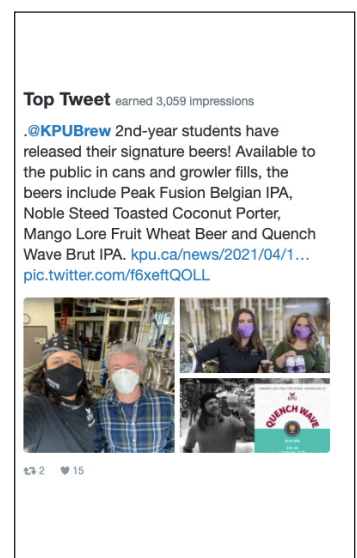 Top Tweet earned 3,059 impressions
.@KPUBrew 2nd-year students have
released their signature beers! Available to
the public in cans and growler fills, the
beers include Peak Fusion Belgian IPA,
Noble Steed Toasted Coconut Porter,
Mango Lore Fruit Wheat Beer and Quench
Wave Brut IPA. kpu.ca/news/2021/04/1…
pic.twitter.com/f6xeftQOLL
KPU
QUENCH WAVE
2 15